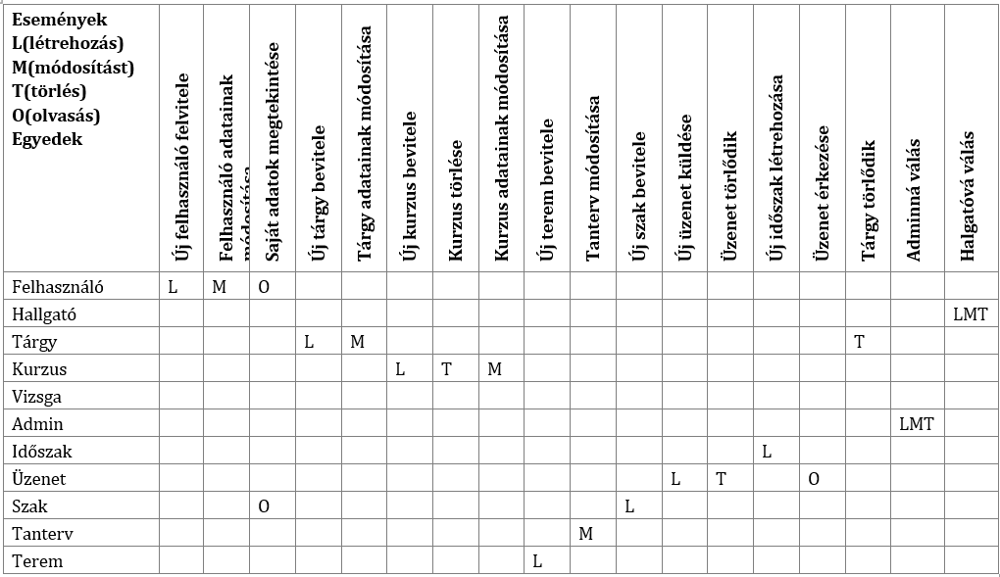 Események
L(létrehozás)
M(módosítást)
T(törlés)
O(olvasás)
Egyedek
Új felhasználó felvitele
Felhasználó adatainak
módosítása
Saját adatok megtekintése
Új tárgy bevitele
Tárgy adatainak módosítása
Új kurzus bevitele
Kurzus törlése
Kurzus adatainak módosítása
Új terem bevitele
Tanterv módosítása
Új szak bevitele
Új üzenet küldése
Üzenet törlődik
Új időszak létrehozása
Üzenet érkezése
Tárgy törlődik
Adminná válás
Halgatóvá válás
Felhasználó L M O
Hallgató LMT
Tárgy L M T
Kurzus L T M
Vizsga
Admin LMT
Időszak L
Üzenet L T O
Szak O L
Tanterv M
Terem L